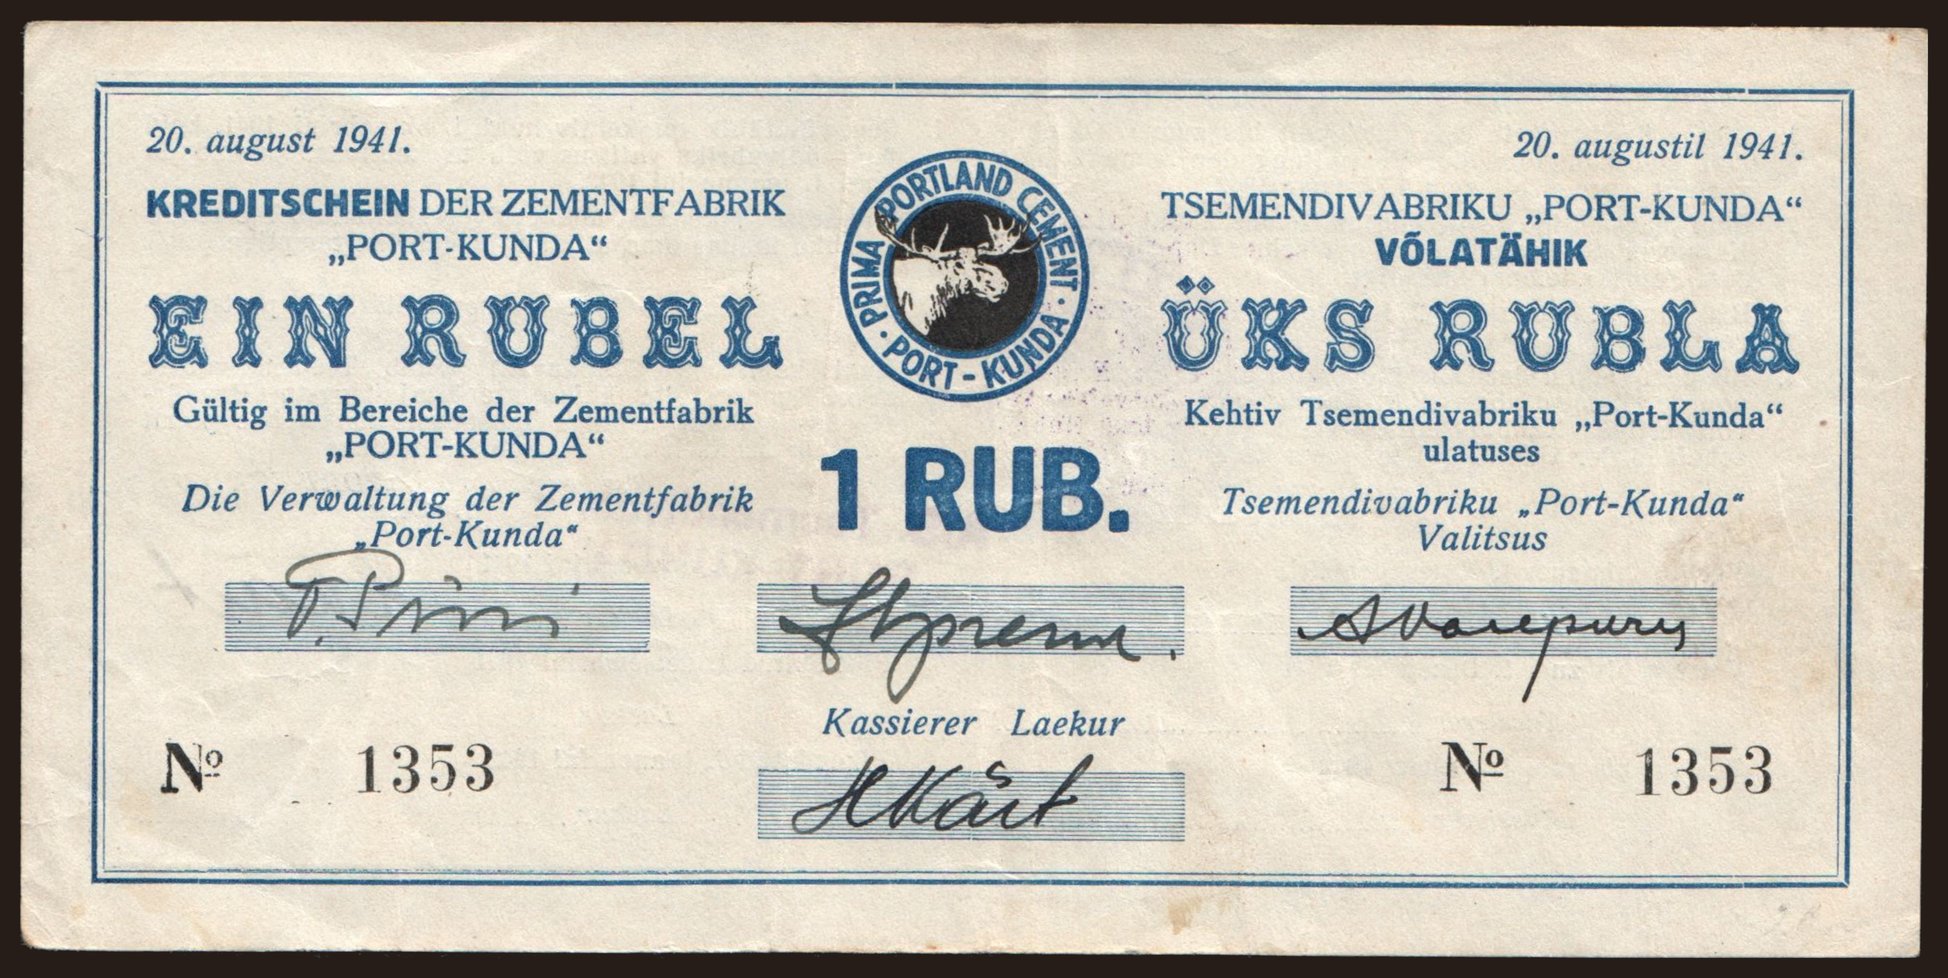 20. august 1941.
KREDITSCHEIN DER ZEMENTFABRIK
„PORT-KUNDA“
EIN RUBEL
Gültig im Bereiche der Zementfabrik
„PORT-KUNDA“
Die Verwaltung der Zementfabrik
„Port-Kunda“
PRIMA PORTLAND CEMENT · PORT-KUNDA ·
1 RUB.
20. augustil 1941.
TSEMENDIVABRIKU „PORT-KUNDA“
VÕLATÄHIK
ÜKS RUBLA
Kehtiv Tsemendivabriku „Port-Kunda“
ulatuses
Tsemendivabriku „Port-Kunda“
Valitsus
Kassierer Laekur
№ 1353
№ 1353